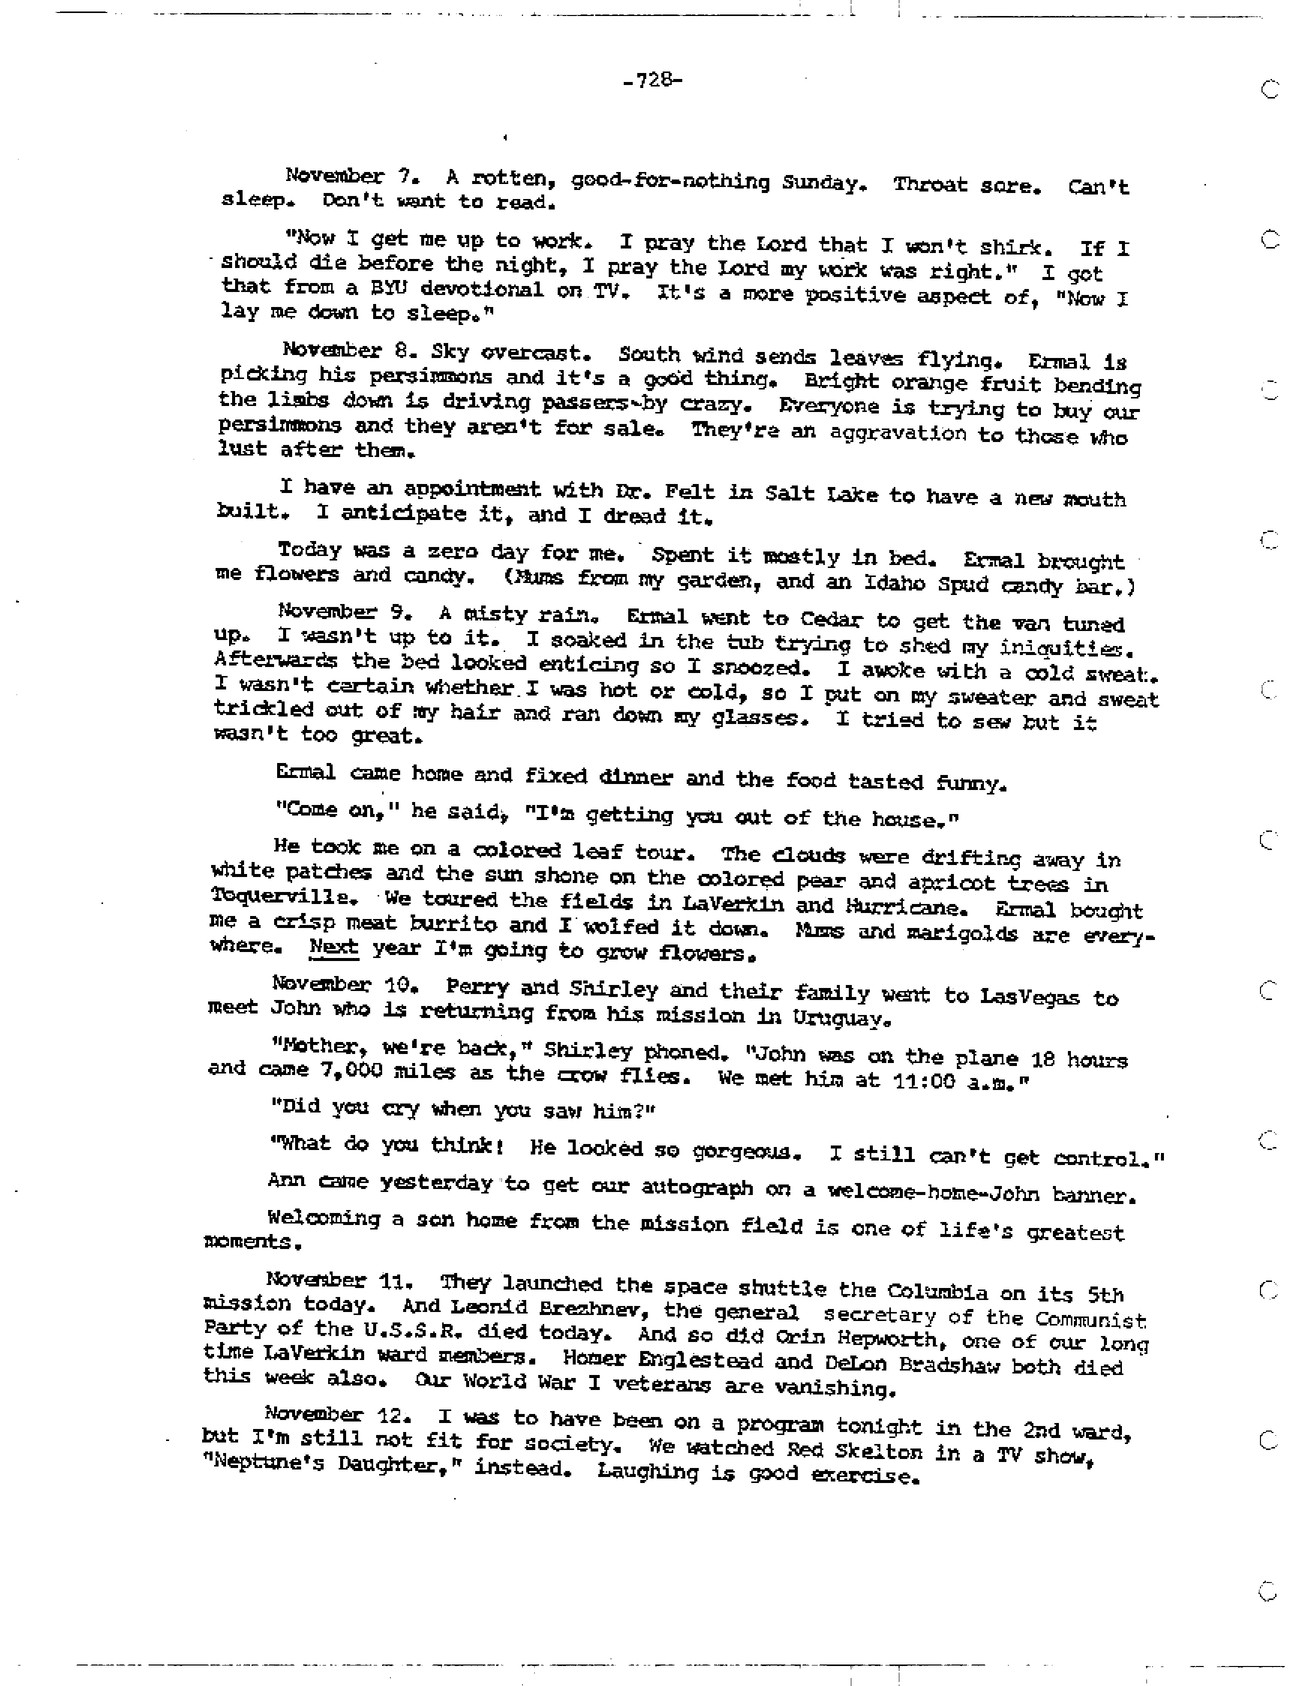 -728-
November 7. A rotten, good-for-nothing Sunday. Throat sore. Can't
sleep. Don't want to read.
"Now I get me up to work. I pray the Lord that I won't shirk. If I
should die before the night, I pray the Lord my work was right." I got
that from a BYU devotional on TV. It's a more positive aspect of, "Now I
lay me down to sleep."
November 8. Sky overcast. South wind sends leaves flying. Ermal is
picking his persimmons and it's a good thing. Bright orange fruit bending
the limbs down is driving passers-by crazy. Everyone is trying to buy our
persimmons and they aren't for sale. They're an aggravation to those who
lust after them.
I have an appointment with Dr. Felt in Salt Lake to have a new mouth
built. I anticipate it, and I dread it.
Today was a zero day for me. Spent it mostly in bed. Ermal brought
me flowers and candy. (Mums from my garden, and an Idaho Spud candy bar.)
November 9. A misty rain. Ermal went to Cedar to get the van tuned
up. I wasn't up to it. I soaked in the tub trying to shed my iniquities.
Afterwards the bed looked enticing so I snoozed. I awoke with a cold sweat.
I wasn't certain whether I was hot or cold, so I put on my sweater and sweat
trickled out of my hair and ran down my glasses. I tried to sew but it
wasn't too great.
Ermal came home and fixed dinner and the food tasted funny.
"Come on," he said, "I'm getting you out of the house."
He took me on a colored leaf tour. The clouds were drifting away in
white patches and the sun shone on the colored pear and apricot trees in
Toquerville. We toured the fields in LaVerkin and Hurricane. Ermal bought
me a crisp meat burrito and I wolfed it down. Mums and marigolds are every-
where. Next year I'm going to grow flowers.
November 10. Perry and Shirley and their family went to LasVegas to
meet John who is returning from his mission in Uruguay.
"Mother, we're back," Shirley phoned. "John was on the plane 18 hours
and came 7,000 miles as the crow flies. We met him at 11:00 a.m."
"Did you cry when you saw him?"
"What do you think! He looked so gorgeous. I still can't get control."
Ann came yesterday to get our autograph on a welcome-home-John banner.
Welcoming a son home from the mission field is one of life's greatest
moments.
November 11. They launched the space shuttle the Columbia on its 5th
mission today. And Leonid Brezhnev, the general secretary of the Communist
Party of the U.S.S.R. died today. And so did Orin Hepworth, one of our long
time LaVerkin ward members. Homer Englestead and DeLon Bradshaw both died
this week also. Our World War I veterans are vanishing.
November 12. I was to have been on a program tonight in the 2nd ward,
but I'm still not fit for society. We watched Red Skelton in a TV show,
"Neptune's Daughter," instead. Laughing is good exercise.